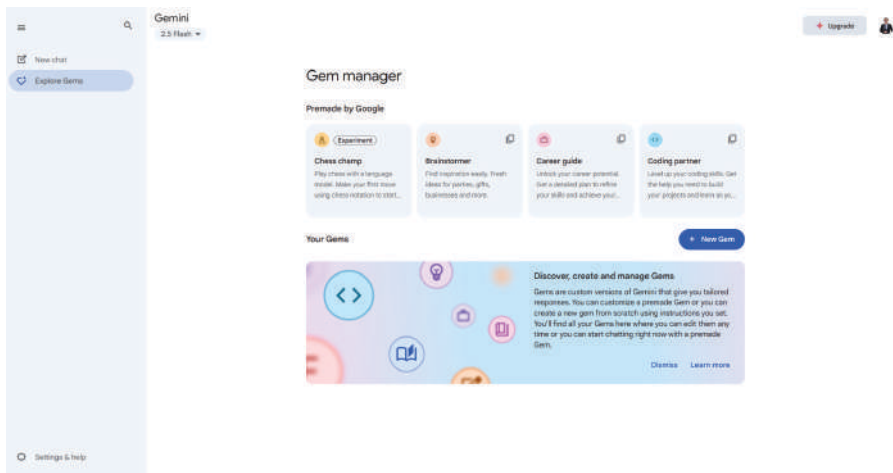 Gemini
2.5 Flash
Upgrade
New chat
Explore Gems
Gem manager
Premade by Google
Experiment
Chess champ
Play chess with a language
model. Make your first move
using chess notation to start...
Brainstormer
Find inspiration easily. Fresh
ideas for parties, gifts,
businesses and more.
Career guide
Unlock your career potential.
Get a detailed plan to refine
your skills and achieve your...
Coding partner
Level up your coding skills. Get
the help you need to build
your projects and learn as yo...
Your Gems
+ New Gem
Discover, create and manage Gems
Gems are custom versions of Gemini that give you tailored
responses. You can customize a premade Gem or you can
create a new gem from scratch using instructions you set.
You'll find all your Gems here where you can edit them any
time or you can start chatting right now with a premade
Gem.
Dismiss Learn more
Settings & help